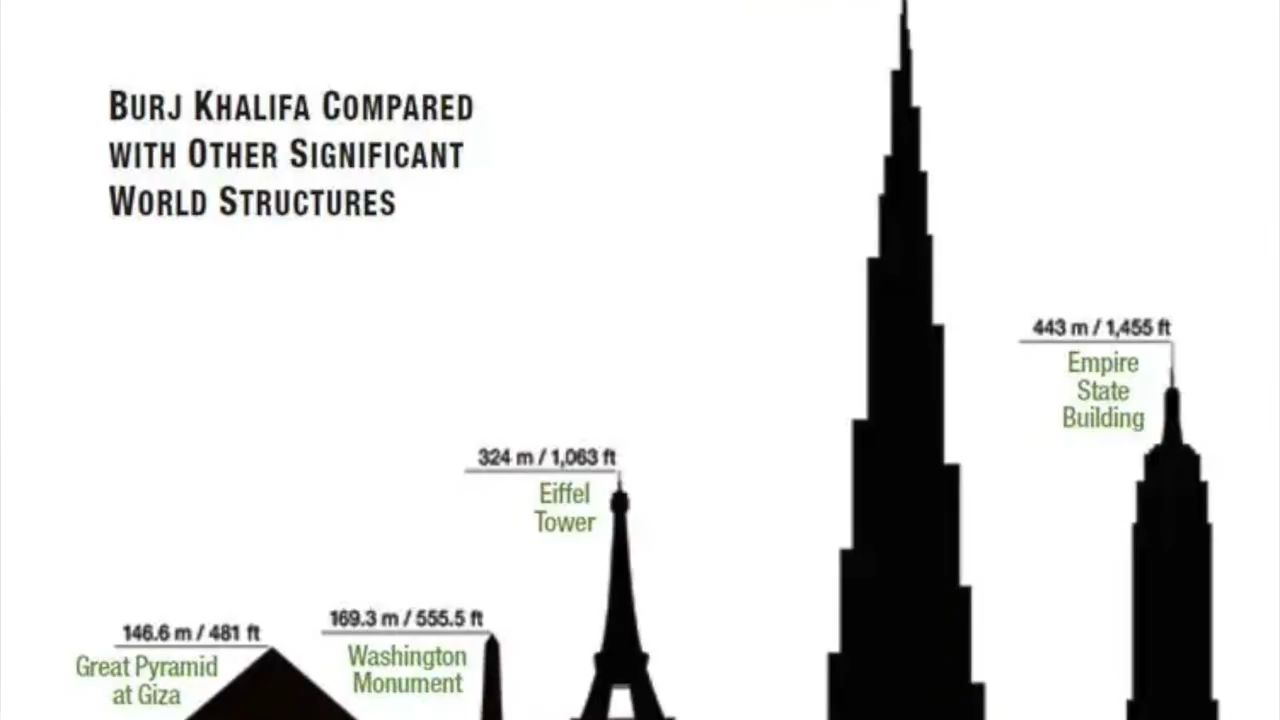 BURJ KHALIFA COMPARED
WITH OTHER SIGNIFICANT
WORLD STRUCTURES
443 m / 1,455 ft
Empire
State
Building
324 m / 1,063 ft
Eiffel
Tower
169.3 m / 555.5 ft
Washington
Monument
146.6 m / 481 ft
Great Pyramid
at Giza